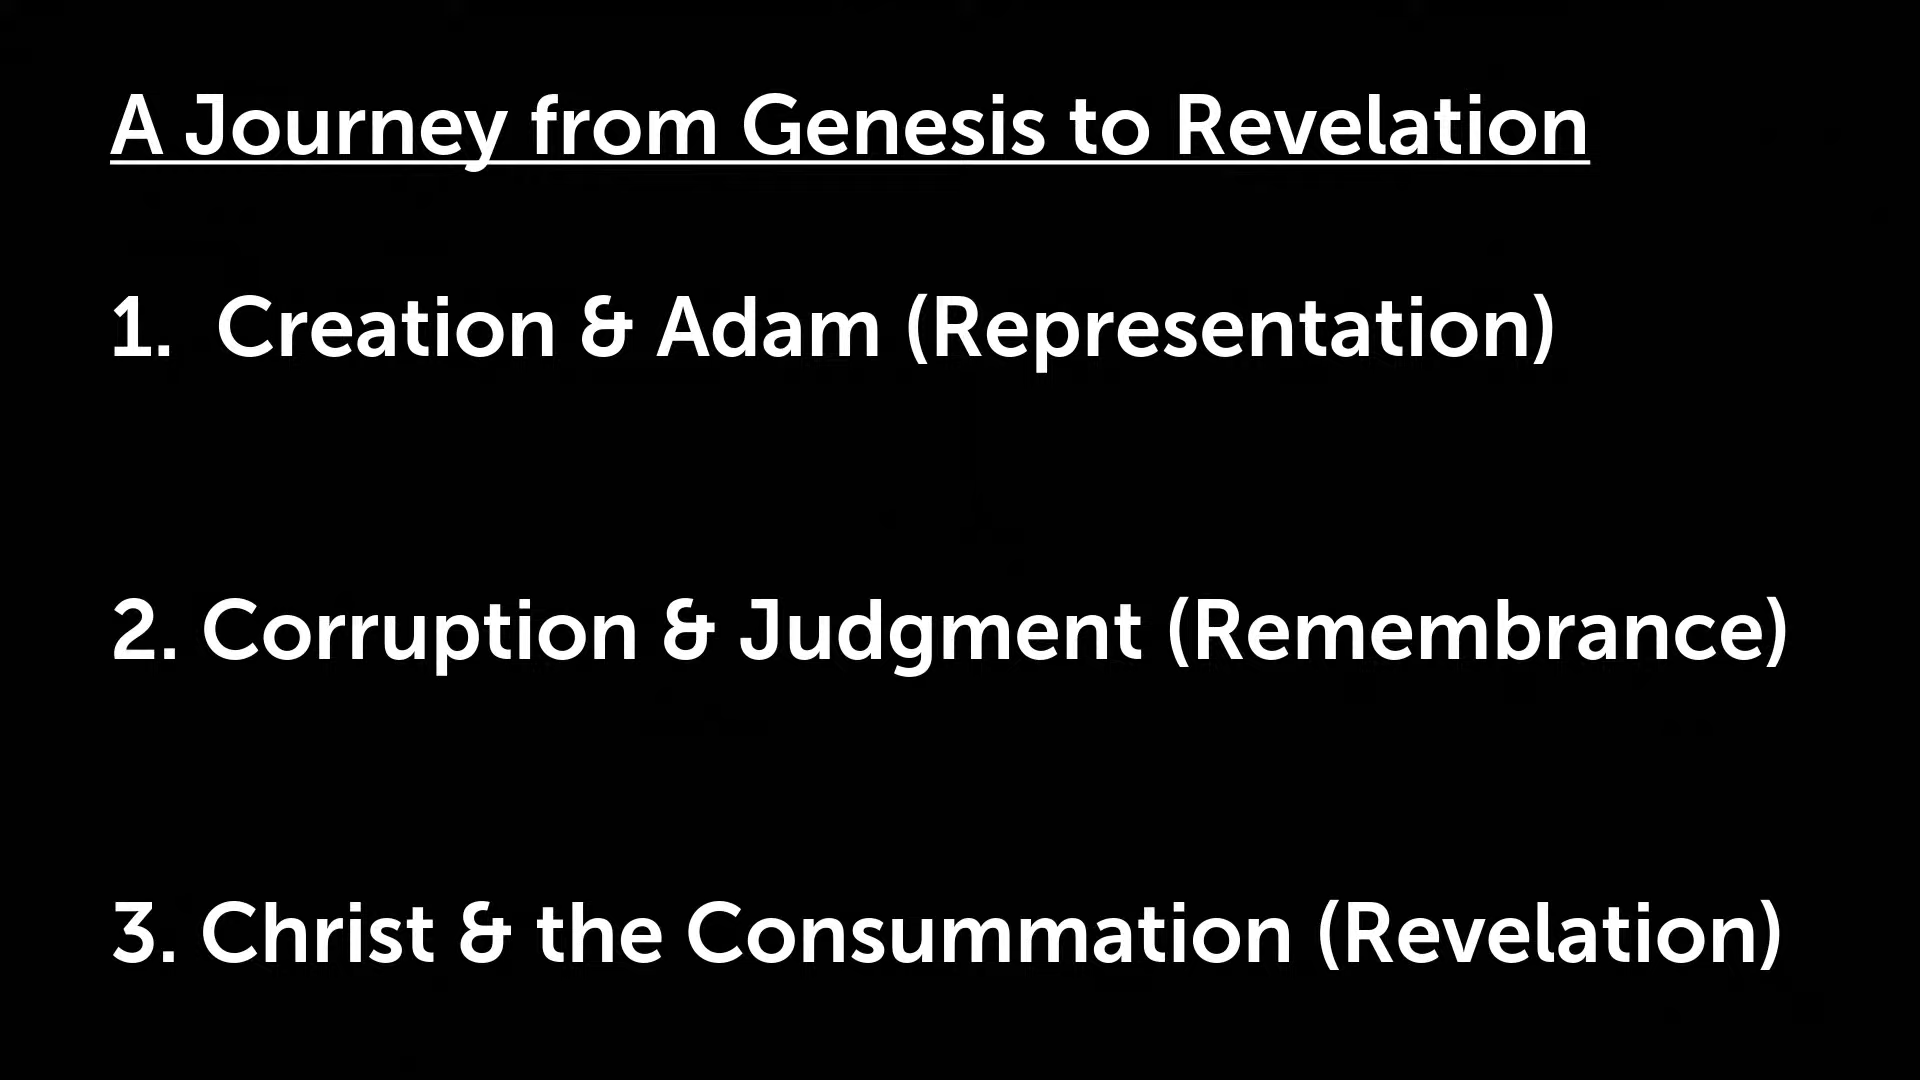 A Journey from Genesis to Revelation
1. Creation & Adam (Representation)
2. Corruption & Judgment (Remembrance)
3. Christ & the Consummation (Revelation)